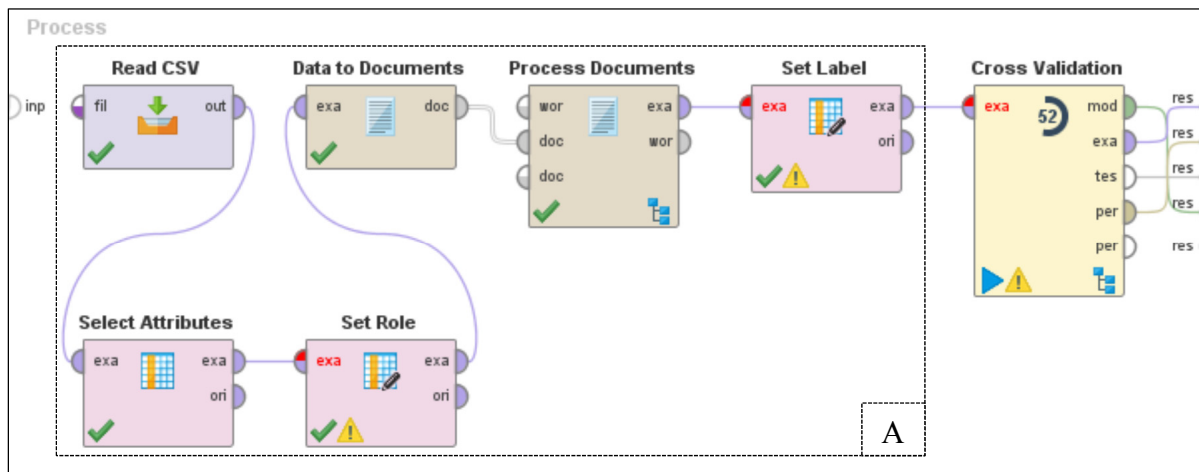 Process
Read CSV
Data to Documents
Process Documents
Set Label
Cross Validation
inp
fil
out
exa
doc
wor
exa
doc
wor
doc
exa
exa
ori
exa
52
mod
exa
tes
per
per
res
res
res
res
res
Select Attributes
Set Role
exa
exa
ori
exa
exa
ori
A